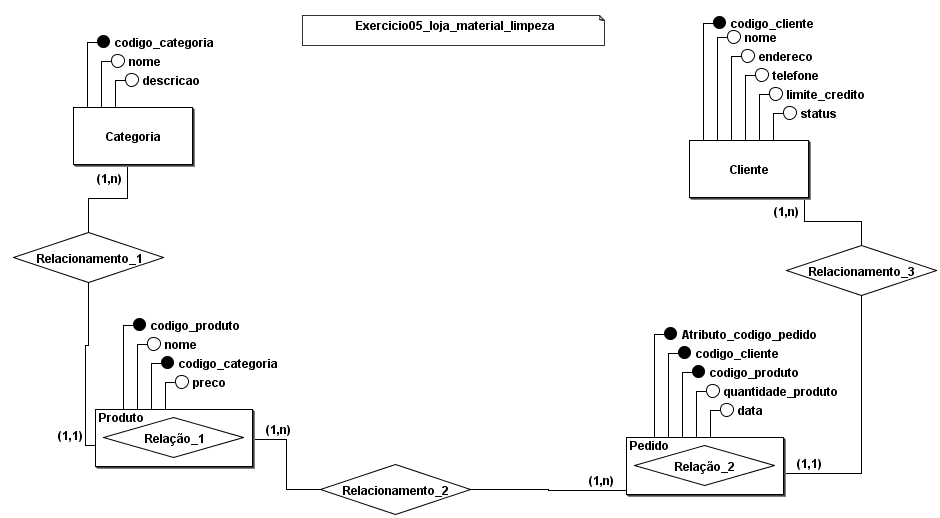 Exercicio05_loja_material_limpeza
codigo_categoria
nome
descricao
Categoria
(1,n)
Relacionamento_1
codigo_cliente
nome
endereco
telefone
limite_credito
status
Cliente
(1,n)
Relacionamento_3
codigo_produto
nome
codigo_categoria
preco
Produto
Relação_1
(1,1)
(1,n)
Relacionamento_2
(1,n)
Atributo_codigo_pedido
codigo_cliente
codigo_produto
quantidade_produto
data
Pedido
Relação_2
(1,1)